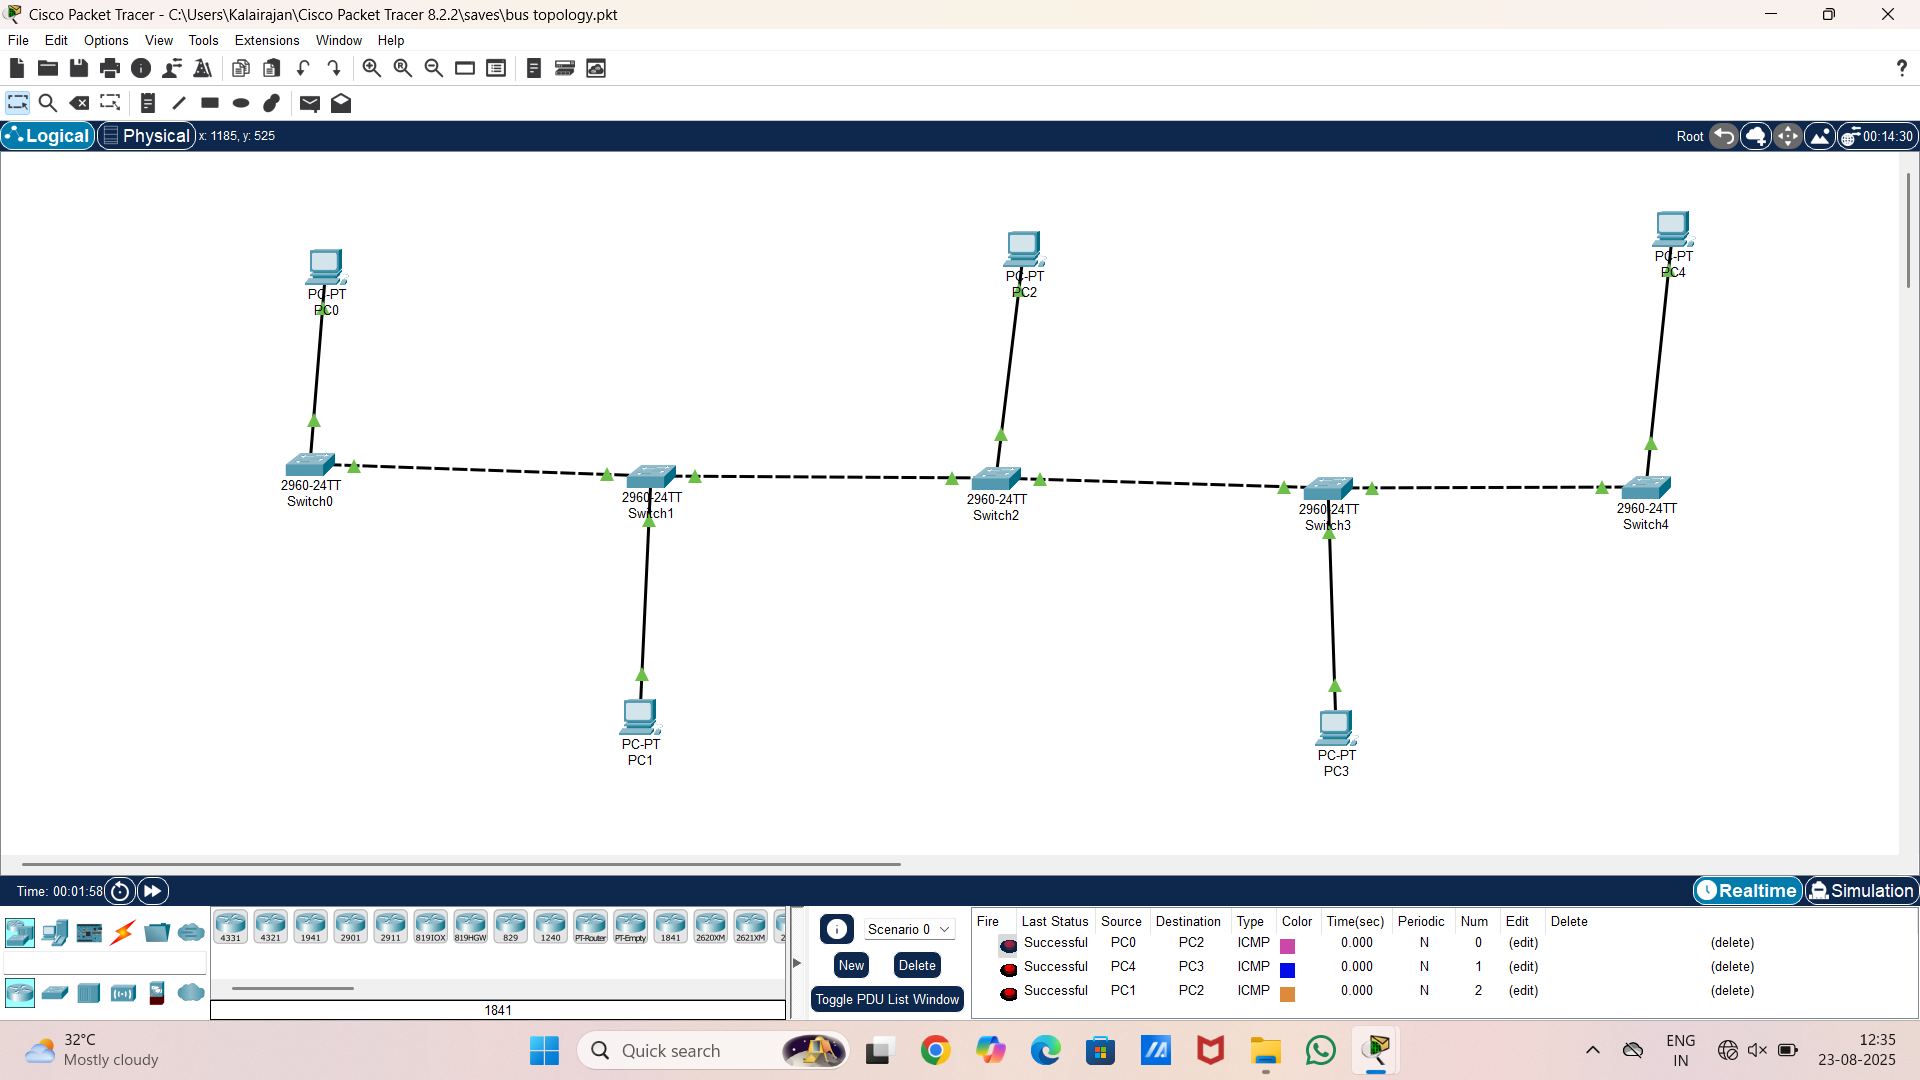 Cisco Packet Tracer - C:\Users\Kalairajan\Cisco Packet Tracer 8.2.2\saves\bus topology.pkt
File Edit Options View Tools Extensions Window Help
?
Logical Physical x: 1185, y: 525 Root 00:14:30
PC-PT
PC4
PC-PT
PC2
PC-PT
PC0
2960-24TT
Switch0
2960-24TT
Switch1
2960-24TT
Switch2
2960-24TT
Switch3
2960-24TT
Switch4
PC-PT
PC1
PC-PT
PC3
Time: 00:01:58 Realtime Simulation
4331 4321 1941 2901 2911 819IOX 819HGW 829 1240 PT-Router PT-Empty 1841 2620XM 2621XM 2
1841
Scenario 0
New Delete
Toggle PDU List Window
Fire Last Status Source Destination Type Color Time(sec) Periodic Num Edit Delete
Successful PC0 PC2 ICMP 0.000 N 0 (edit) (delete)
Successful PC4 PC3 ICMP 0.000 N 1 (edit) (delete)
Successful PC1 PC2 ICMP 0.000 N 2 (edit) (delete)
32°C
Mostly cloudy
Quick search
ENG
IN
12:35
23-08-2025